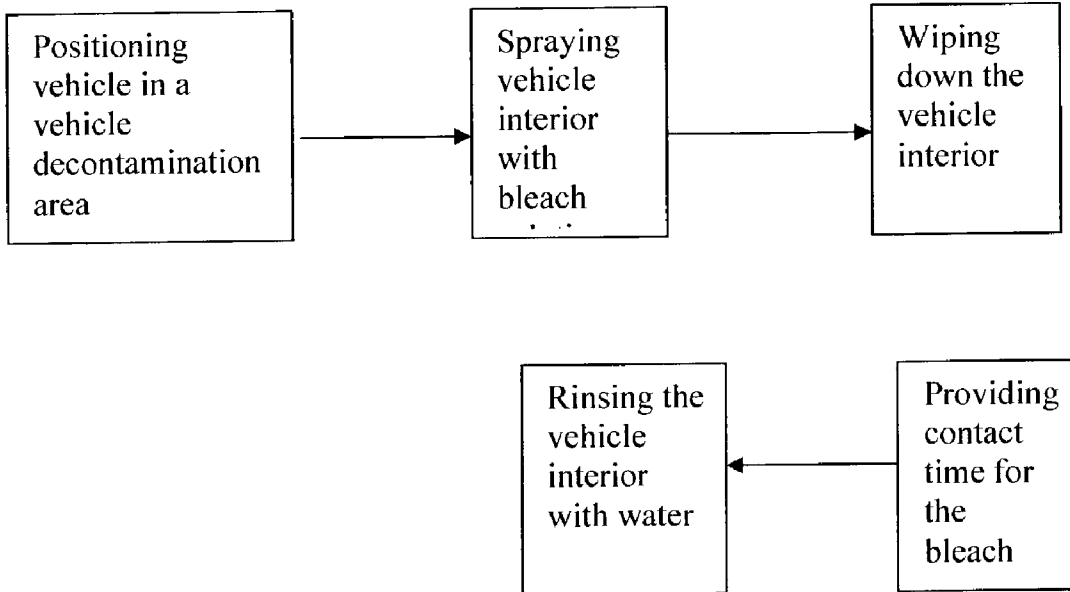 Positioning
vehicle in a
vehicle
decontamination
area
Spraying
vehicle
interior
with
bleach
Wiping
down the
vehicle
interior
Providing
contact
time for
the
bleach
Rinsing the
vehicle
interior
with water